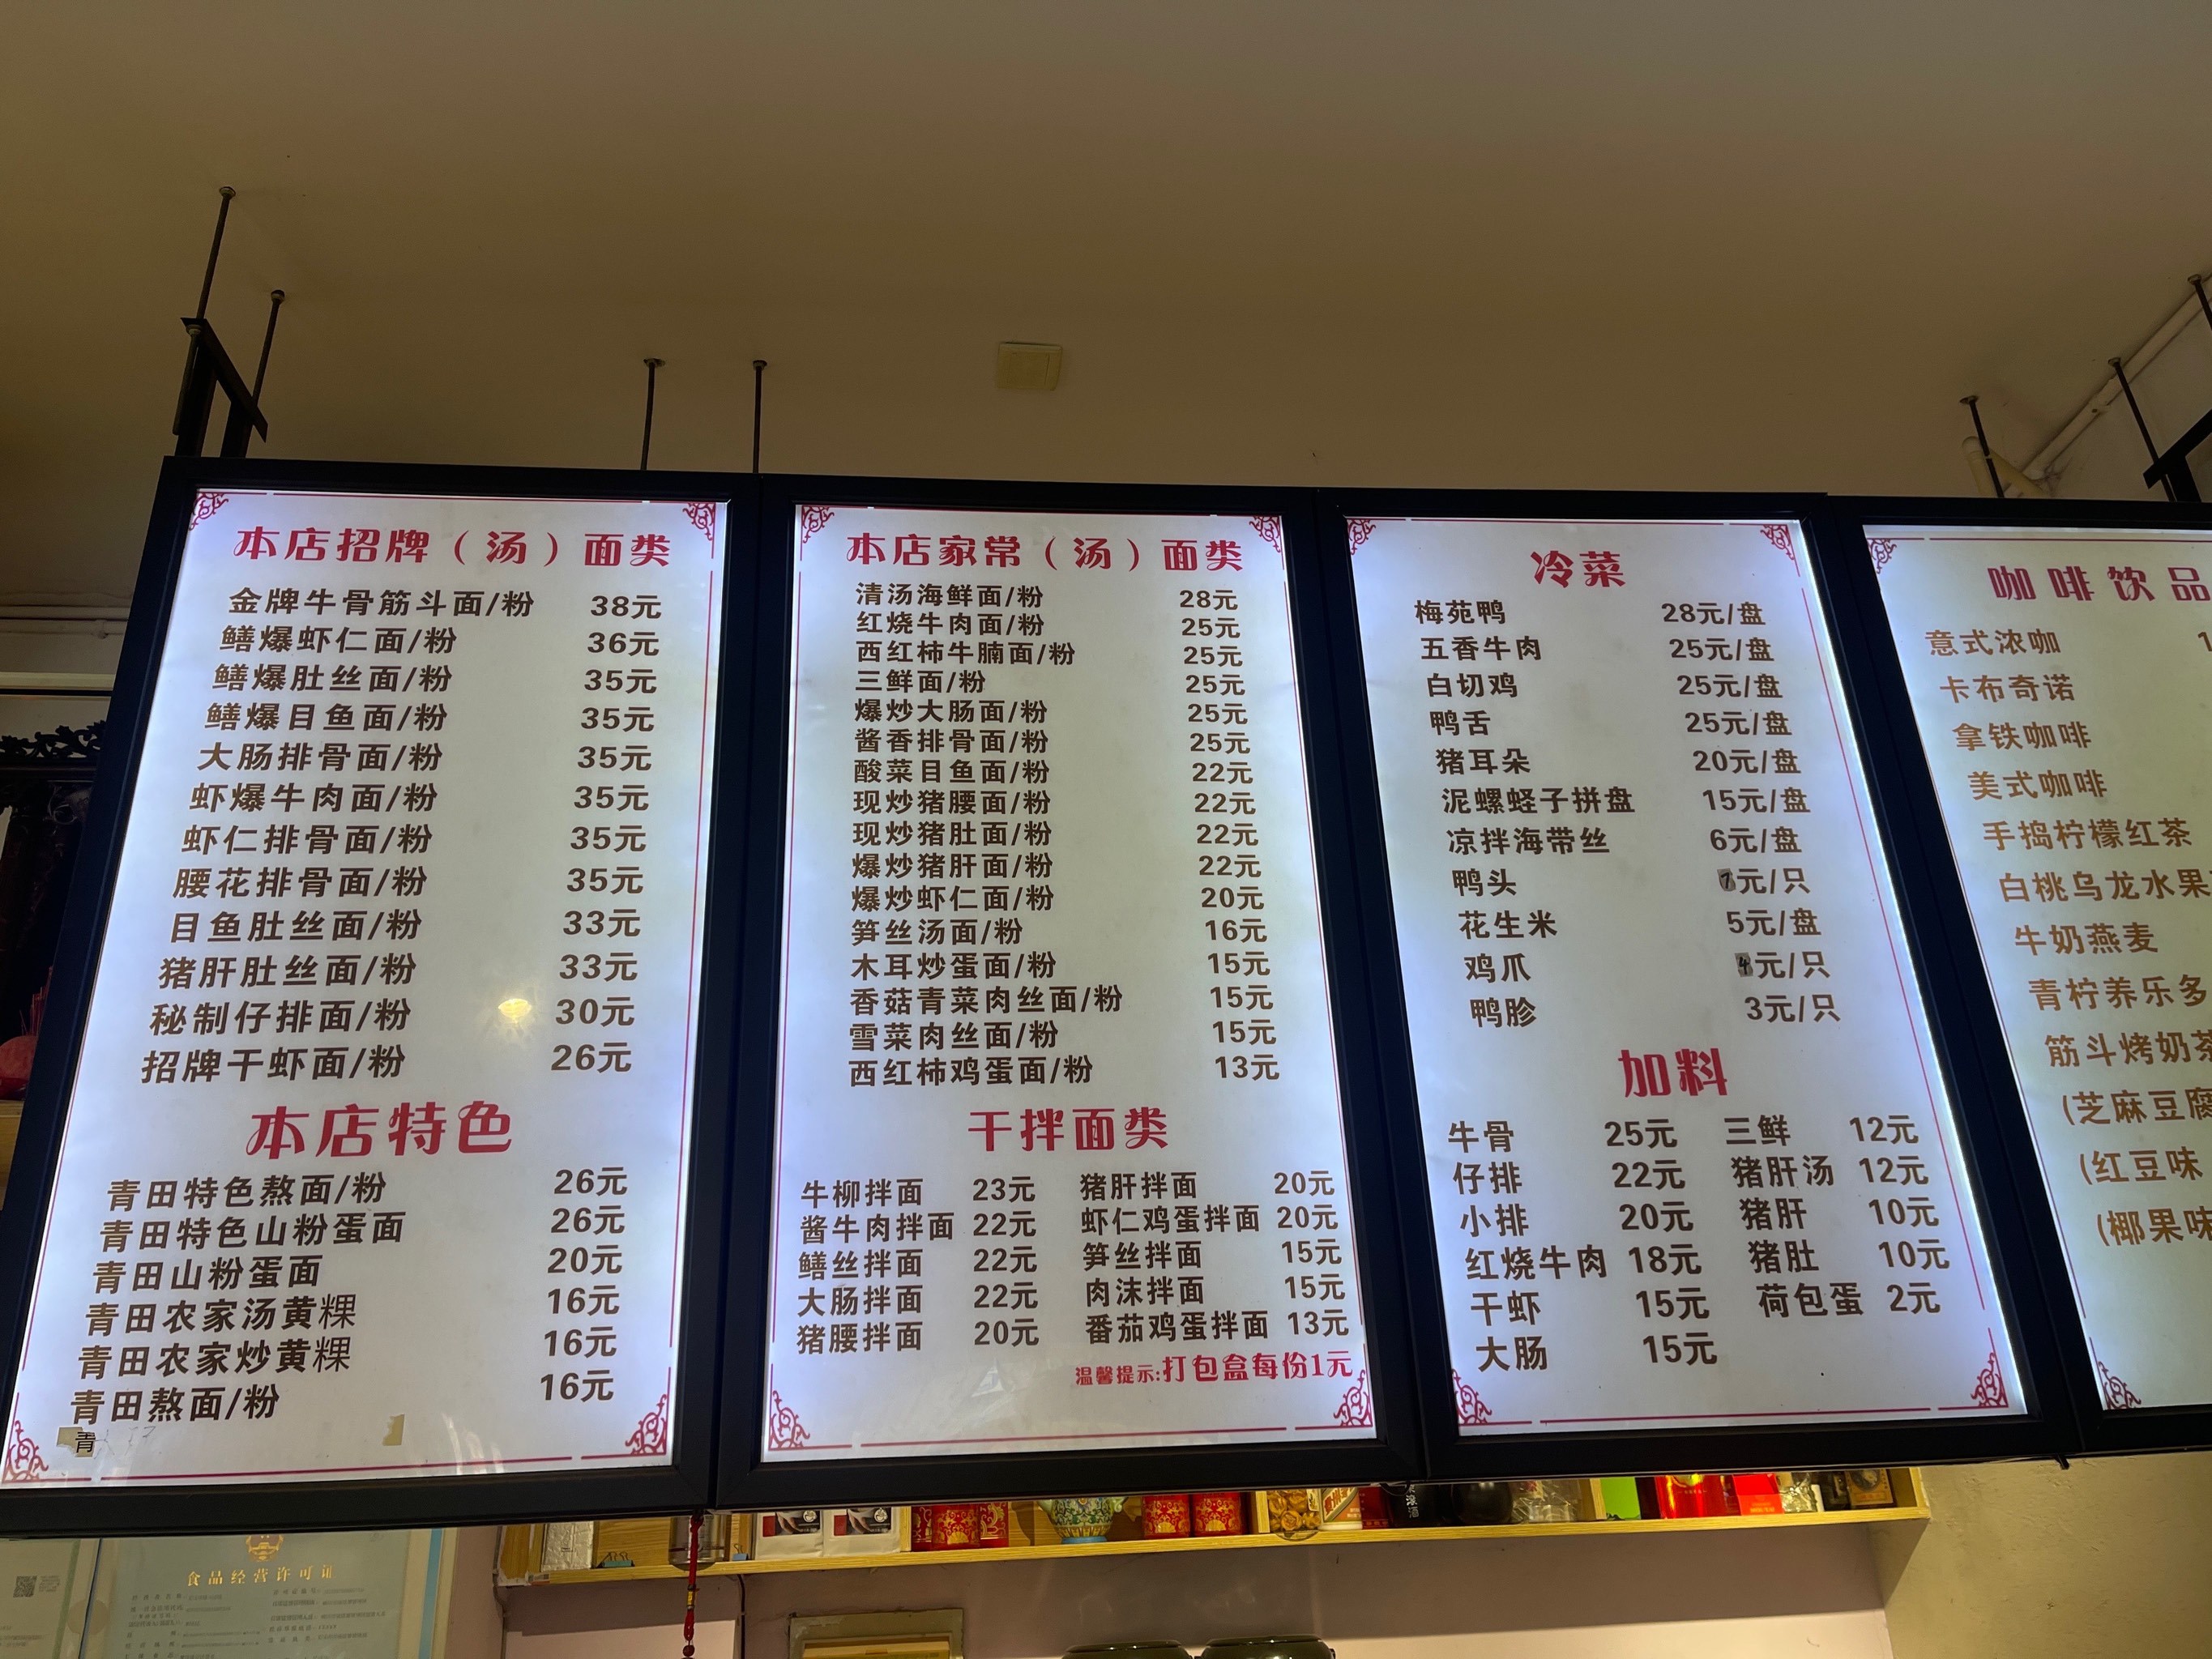 本店招牌（汤）面类
金牌牛骨筋斗面/粉 38元
鳝爆虾仁面/粉 36元
鳝爆肚丝面/粉 35元
鳝爆目鱼面/粉 35元
大肠排骨面/粉 35元
虾爆牛肉面/粉 35元
虾仁排骨面/粉 35元
腰花排骨面/粉 35元
目鱼肚丝面/粉 33元
猪肝肚丝面/粉 33元
秘制仔排面/粉 30元
招牌干虾面/粉 26元
本店特色
青田特色熬面/粉 26元
青田特色山粉蛋面 26元
青田山粉蛋面 20元
青田农家汤黄粿 16元
青田农家炒黄粿 16元
青田熬面/粉 16元
青
本店家常（汤）面类
清汤海鲜面/粉 28元
红烧牛肉面/粉 25元
西红柿牛腩面/粉 25元
三鲜面/粉 25元
爆炒大肠面/粉 25元
酱香排骨面/粉 25元
酸菜目鱼面/粉 22元
现炒猪腰面/粉 22元
现炒猪肚面/粉 22元
爆炒猪肝面/粉 22元
爆炒虾仁面/粉 20元
笋丝汤面/粉 16元
木耳炒蛋面/粉 15元
香菇青菜肉丝面/粉 15元
雪菜肉丝面/粉 15元
西红柿鸡蛋面/粉 13元
干拌面类
牛柳拌面 23元 猪肝拌面 20元
酱牛肉拌面 22元 虾仁鸡蛋拌面 20元
鳝丝拌面 22元 笋丝拌面 15元
大肠拌面 22元 肉沫拌面 15元
猪腰拌面 20元 番茄鸡蛋拌面 13元
温馨提示:打包盒每份1元
冷菜
梅苑鸭 28元/盘
五香牛肉 25元/盘
白切鸡 25元/盘
鸭舌 25元/盘
猪耳朵 20元/盘
泥螺蛏子拼盘 15元/盘
凉拌海带丝 6元/盘
鸭头 7元/只
花生米 5元/盘
鸡爪 4元/只
鸭胗 3元/只
加料
牛骨 25元 三鲜 12元
仔排 22元 猪肝汤 12元
小排 20元 猪肝 10元
红烧牛肉 18元 猪肚 10元
干虾 15元 荷包蛋 2元
大肠 15元
咖啡饮品
意式浓咖
卡布奇诺
拿铁咖啡
美式咖啡
手捣柠檬红茶
白桃乌龙水果
牛奶燕麦
青柠养乐多
筋斗烤奶茶
(芝麻豆腐
(红豆味
(椰果味
食品经营许可证